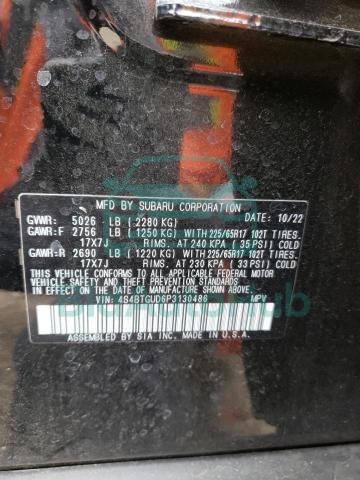 MFD BY SUBARU CORPORATION
GVWR: 5026 LB (2280 KG) DATE: 10/22
GAWR:F 2756 LB (1250 KG) WITH 225/65R17 102T TIRES,
17X7J RIMS, AT 240 KPA (35 PSI) COLD
GAWR:R 2690 LB (1220 KG) WITH 225/65R17 102T TIRES,
17X7J RIMS, AT 230 KPA (33 PSI) COLD
THIS VEHICLE CONFORMS TO ALL APPLICABLE FEDERAL MOTOR
VEHICLE SAFETY STANDARDS IN EFFECT ON THE DATE OF
MANUFACTURE SHOWN ABOVE.
VIN: 4S4BTGUD6P3130486 MPV
ASSEMBLED BY SIA INC. MADE IN U.S.A.